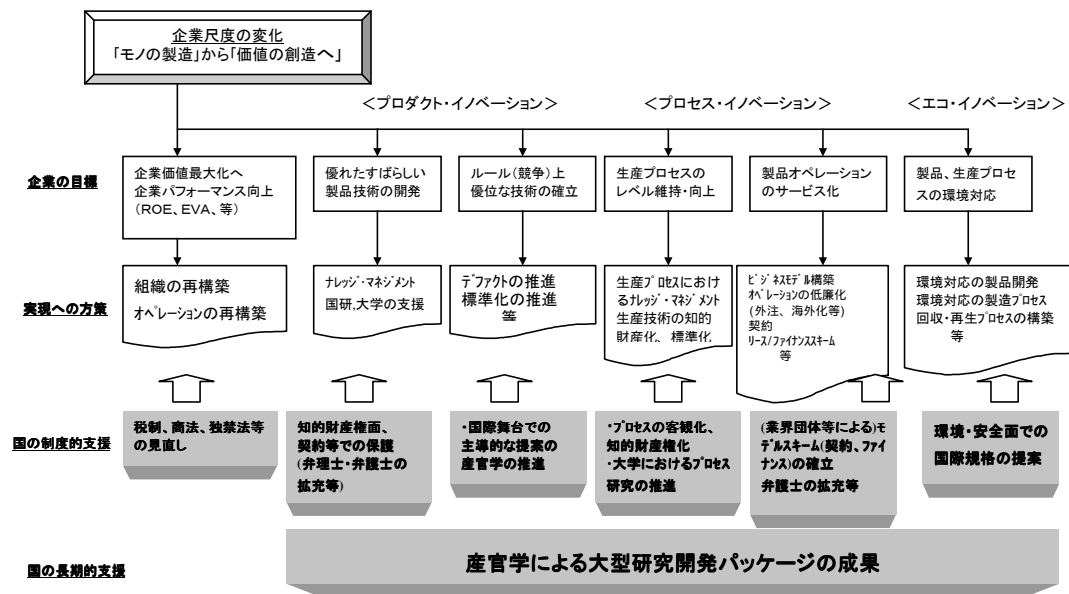 企業尺度の変化
「モノの製造」から「価値の創造へ」
＜プロダクト・イノベーション＞
＜プロセス・イノベーション＞
＜エコ・イノベーション＞
企業の目標
企業価値最大化へ
企業パフォーマンス向上
（ROE、EVA、等）
優れたすばらしい
製品技術の開発
ルール（競争）上
優位な技術の確立
生産プロセスの
レベル維持・向上
製品オペレーション
のサービス化
製品、生産プロセ
スの環境対応
実現への方策
組織の再構築
オペレーションの再構築
ナレッジ・マネジメント
国研,大学の支援
デファクトの推進
標準化の推進
等
生産プロセスにおけ
るナレッジ・マネジメント
生産技術の知的
財産化、標準化
ビジネスモデル構築
オペレーションの低廉化
(外注、海外化等)
契約
リース/ファイナンススキーム
等
環境対応の製品開発
環境対応の製造プロセス
回収・再生プロセスの構築
等
国の制度的支援
税制、商法、独禁法等
の見直し
知的財産権面、
契約等での保護
(弁理士・弁護士の
拡充等）
・国際舞台での
主導的な提案の
産官学の推進
・プロセスの客観化、
知的財産権化
・大学におけるプロセス
研究の推進
(業界団体等による)モ
デルスキーム(契約、ファイ
ナンス)の確立
弁護士の拡充等
環境・安全面での
国際規格の提案
国の長期的支援
産官学による大型研究開発パッケージの成果